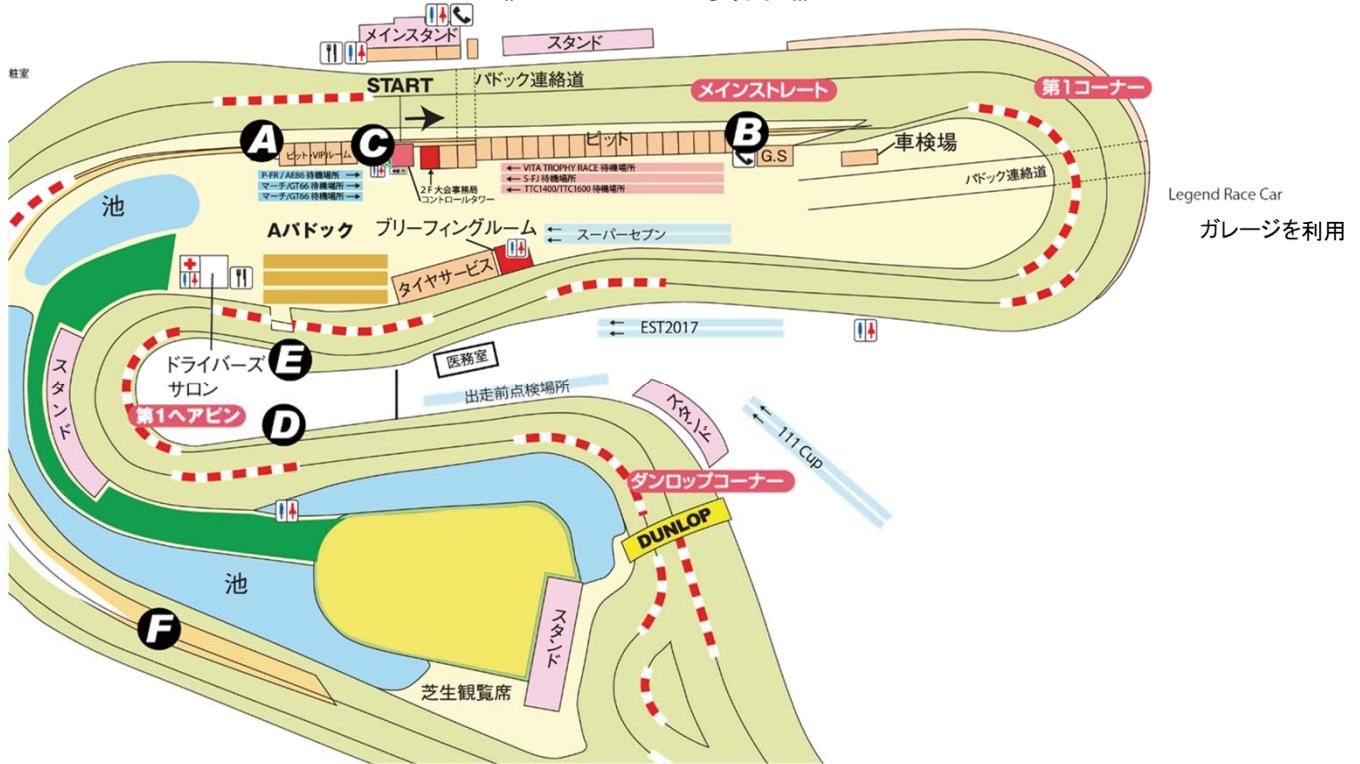 メインスタンド
スタンド
粧室
START
パドック連絡道
メインストレート
第1コーナー
A
C
B
ピット・VIPルーム
ピット
G.S
車検場
P-FR / AE86 待機場所
マーチ/GT66 待機場所
マーチ/GT66 待機場所
2F 大会事務局
コントロールタワー
VITA TROPHY RACE 待機場所
S-FJ 待機場所
TTC1400/TTC1600 待機場所
パドック連絡道
Legend Race Car
ガレージを利用
池
Aパドック
ブリーフィングルーム
スーパーセブン
タイヤサービス
EST2017
スタンド
ドライバーズ
サロン
E
医務室
出走前点検場所
スタンド
第1ヘアピン
D
111 Cup
ダンロップコーナー
DUNLOP
池
F
スタンド
芝生観覧席